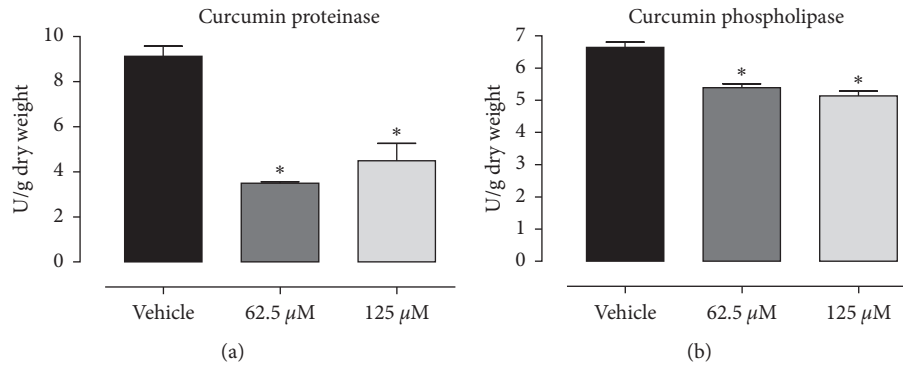 Curcumin proteinase
U/g dry weight
10
8
6
4
2
0
*
*
Vehicle
62.5 μM
125 μM
(a)
Curcumin phospholipase
U/g dry weight
7
6
5
4
3
2
1
0
*
*
Vehicle
62.5 μM
125 μM
(b)